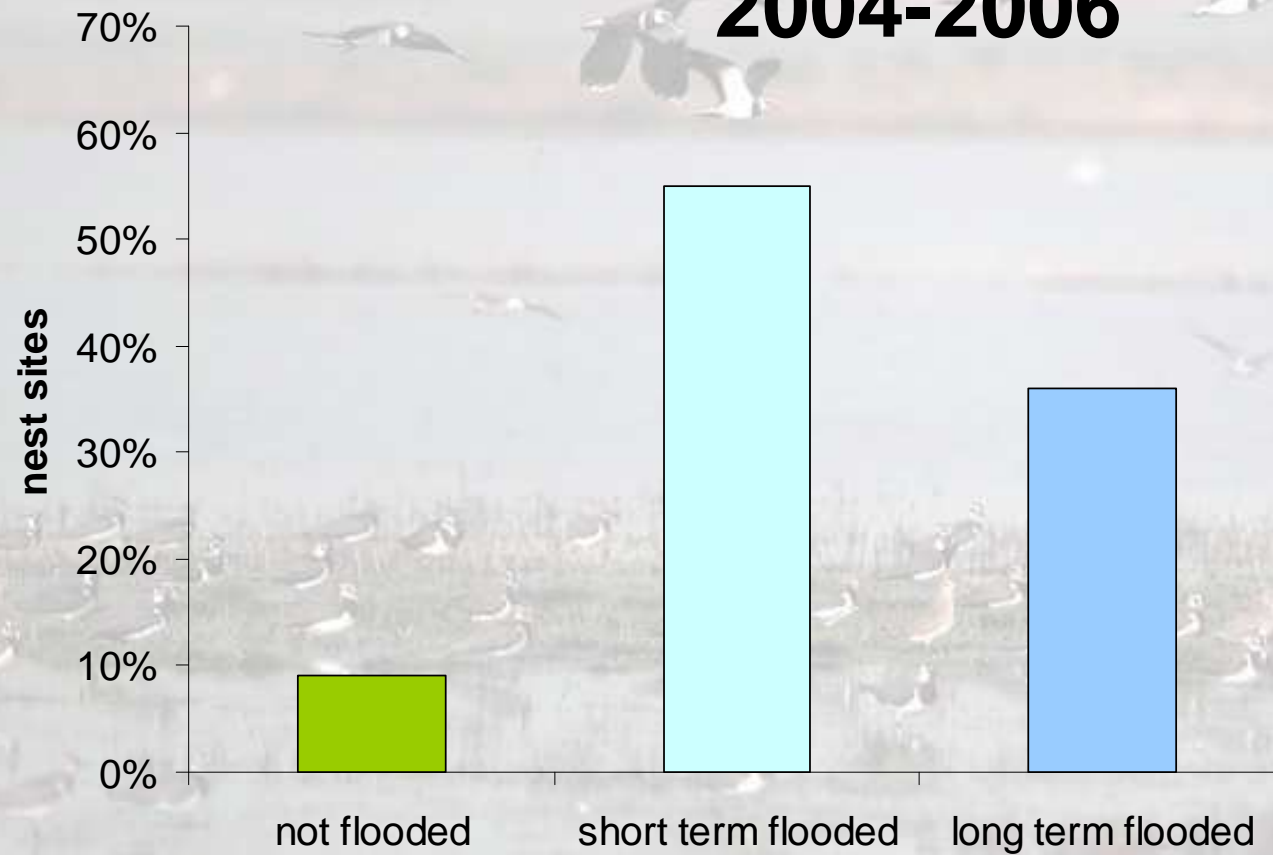 2004-2006
70%
60%
50%
40%
30%
20%
10%
0%
nest sites
not flooded
short term flooded
long term flooded